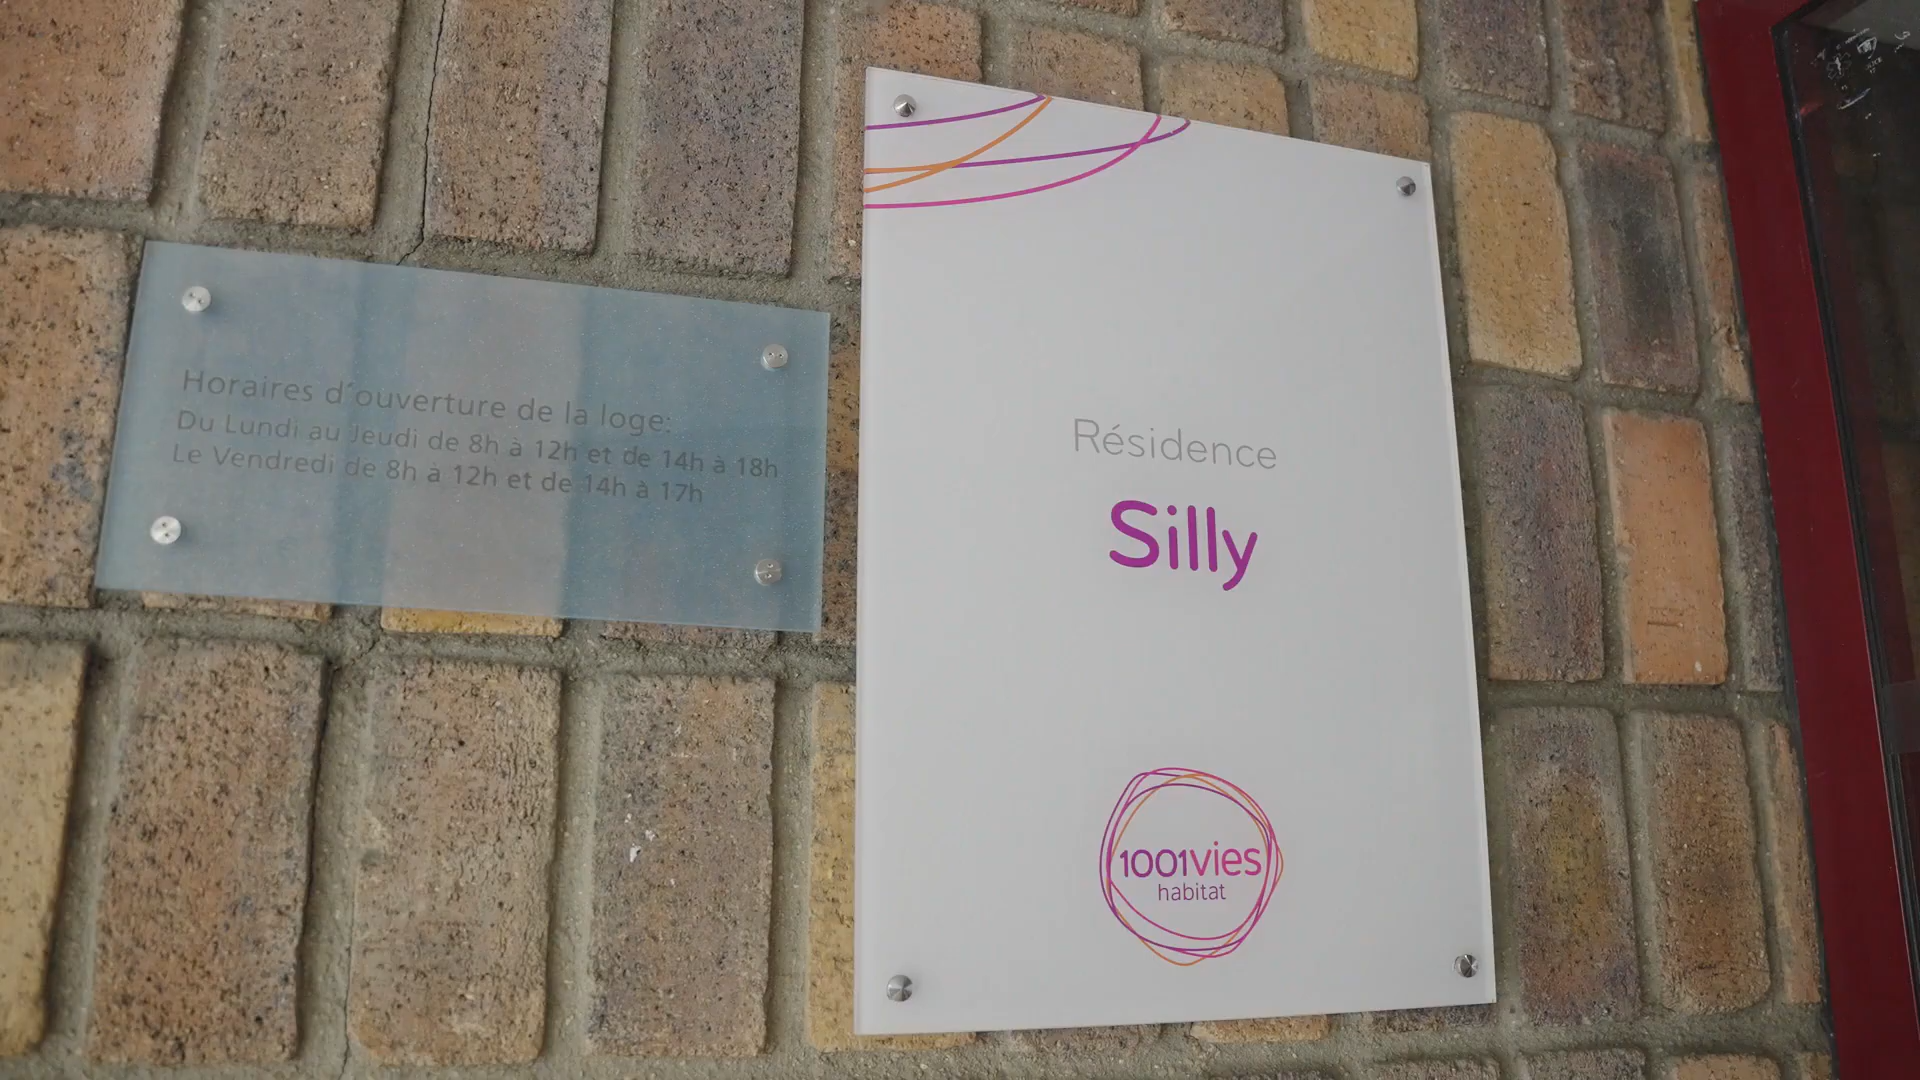 Horaires d'ouverture de la loge:
Du Lundi au Jeudi de 8h à 12h et de 14h à 18h
Le Vendredi de 8h à 12h et de 14h à 17h
Résidence
Silly
1001vies
habitat